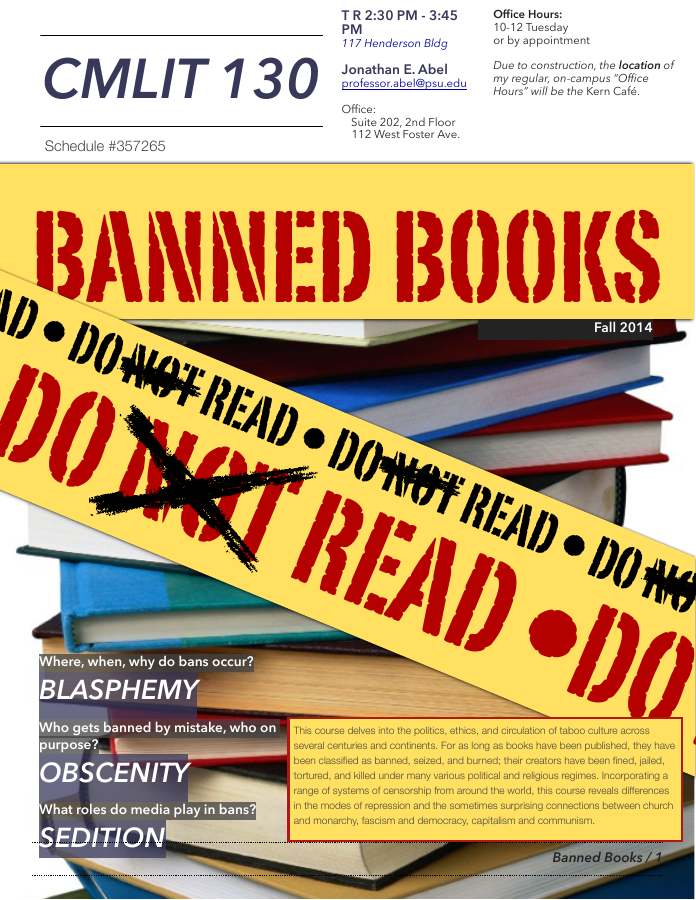 T R 2:30 PM - 3:45
PM
117 Henderson Bldg
Jonathan E. Abel
professor.abel@psu.edu
Office:
Suite 202, 2nd Floor
112 West Foster Ave.
Office Hours:
10-12 Tuesday
or by appointment
Due to construction, the location of
my regular, on-campus "Office
Hours" will be the Kern Café.
CMLIT 130
Schedule #357265
BANNED BOOKS
Fall 2014
AD • DO NOT READ • DO NOT READ • DO NO
DO NOT READ • DO
Where, when, why do bans occur?
BLASPHEMY
Who gets banned by mistake, who on
purpose?
OBSCENITY
What roles do media play in bans?
SEDITION
This course delves into the politics, ethics, and circulation of taboo culture across
several centuries and continents. For as long as books have been published, they have
been classified as banned, seized, and burned; their creators have been fined, jailed,
tortured, and killed under many various political and religious regimes. Incorporating a
range of systems of censorship from around the world, this course reveals differences
in the modes of repression and the sometimes surprising connections between church
and monarchy, fascism and democracy, capitalism and communism.
Banned Books / 1